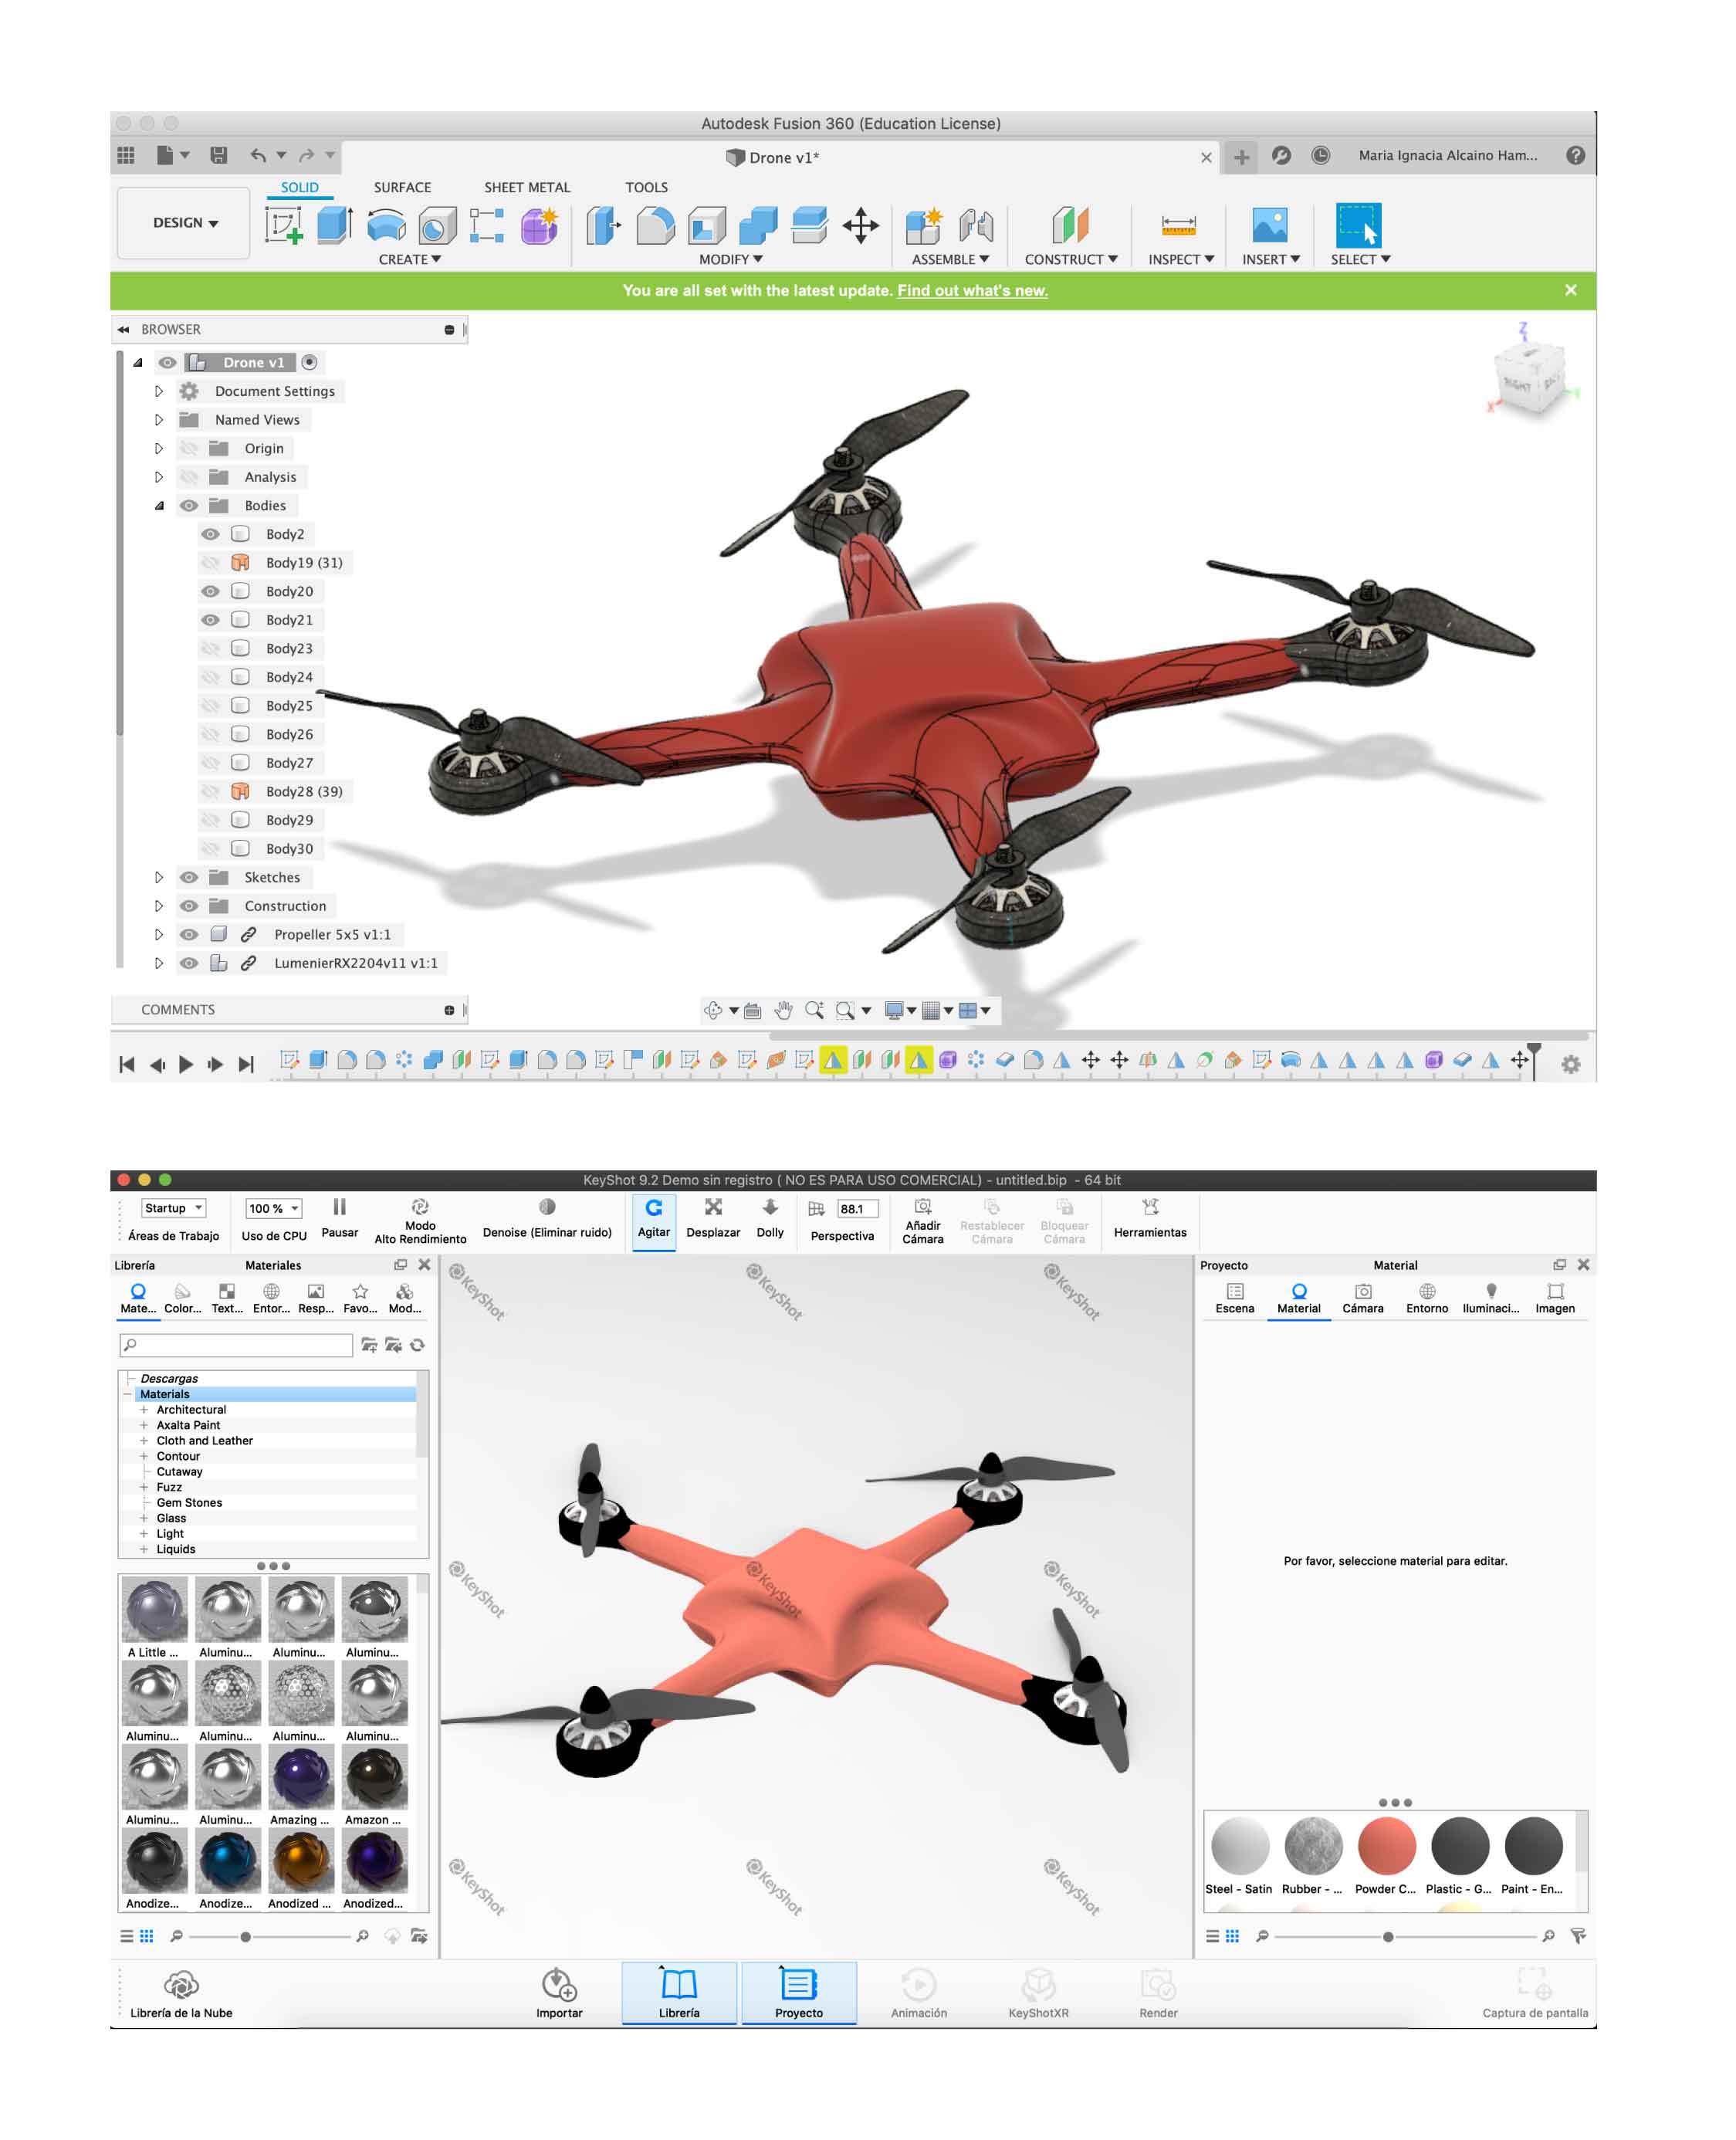 Autodesk Fusion 360 (Education License)
Drone v1*
Maria Ignacia Alcaino Ham...
SOLID SURFACE SHEET METAL TOOLS
DESIGN
CREATE MODIFY ASSEMBLE CONSTRUCT INSPECT INSERT SELECT
You are all set with the latest update. Find out what's new.
BROWSER
Drone v1
Document Settings
Named Views
Origin
Analysis
Bodies
Body2
Body19 (31)
Body20
Body21
Body23
Body24
Body25
Body26
Body27
Body28 (39)
Body29
Body30
Sketches
Construction
Propeller 5x5 v1:1
LumenierRX2204v11 v1:1
Z
RIGHT
X
COMMENTS
KeyShot 9.2 Demo sin registro ( NO ES PARA USO COMERCIAL) - untitled.bip - 64 bit
Startup
Áreas de Trabajo
100 %
Uso de CPU
Pausar
Modo
Alto Rendimiento
Denoise (Eliminar ruido)
Agitar
Desplazar
Dolly
88.1
Perspectiva
Añadir
Cámara
Restablecer
Cámara
Bloquear
Cámara
Herramientas
Librería Materiales
Mate... Color... Text... Entor... Resp... Favo... Mod...
Descargas
Materials
Architectural
Axalta Paint
Cloth and Leather
Contour
Cutaway
Fuzz
Gem Stones
Glass
Light
Liquids
A Little ... Aluminu... Aluminu... Aluminu...
Aluminu... Aluminu... Aluminu... Aluminu...
Aluminu... Aluminu... Amazing ... Amazon ...
Anodize... Anodize... Anodized ... Anodized...
KeyShot KeyShot KeyShot
KeyShot KeyShot KeyShot
KeyShot KeyShot KeyShot
Proyecto Material
Escena Material Cámara Entorno Iluminaci... Imagen
Por favor, seleccione material para editar.
Steel - Satin Rubber - ... Powder C... Plastic - G... Paint - En...
Librería de la Nube
Importar
Librería
Proyecto
Animación
KeyShotXR
Render
Captura de pantalla